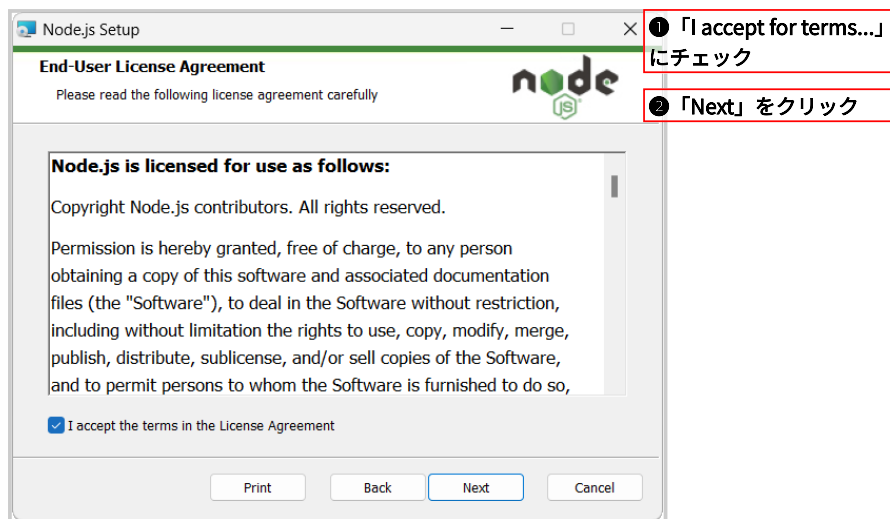 Node.js Setup
End-User License Agreement
Please read the following license agreement carefully
node
JS
Node.js is licensed for use as follows:
Copyright Node.js contributors. All rights reserved.
Permission is hereby granted, free of charge, to any person
obtaining a copy of this software and associated documentation
files (the "Software"), to deal in the Software without restriction,
including without limitation the rights to use, copy, modify, merge,
publish, distribute, sublicense, and/or sell copies of the Software,
and to permit persons to whom the Software is furnished to do so,
I accept the terms in the License Agreement
Print
Back
Next
Cancel
❶「I accept for terms...」
にチェック
❷「Next」をクリック